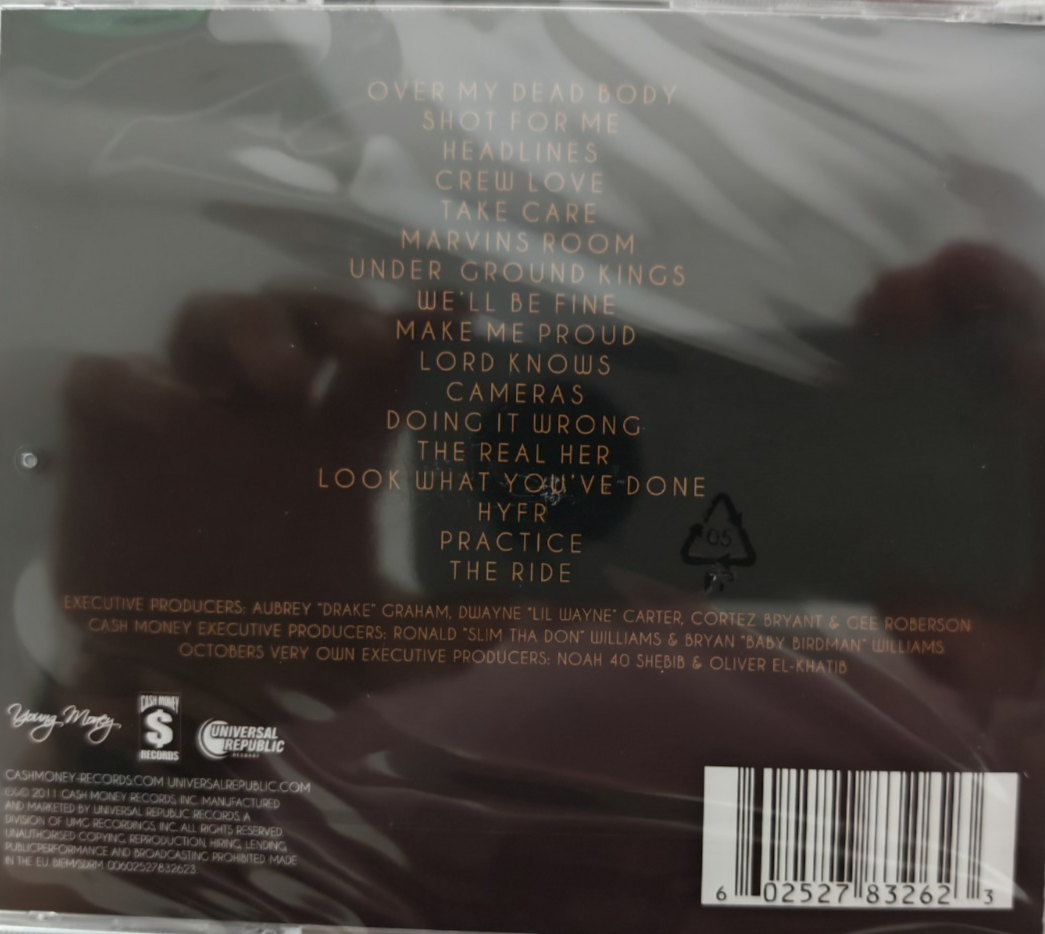 OVER MY DEAD BODY
SHOT FOR ME
HEADLINES
CREW LOVE
TAKE CARE
MARVINS ROOM
UNDER GROUND KINGS
WE'LL BE FINE
MAKE ME PROUD
LORD KNOWS
CAMERAS
DOING IT WRONG
THE REAL HER
LOOK WHAT YOU'VE DONE
HYFR
PRACTICE
THE RIDE
05
EXECUTIVE PRODUCERS: AUBREY "DRAKE" GRAHAM, DWAYNE "LIL WAYNE" CARTER, CORTEZ BRYANT & GEE ROBERSON
CASH MONEY EXECUTIVE PRODUCERS: RONALD "SLIM THA DON" WILLIAMS & BRYAN "BABY BIRDMAN" WILLIAMS
OCTOBERS VERY OWN EXECUTIVE PRODUCERS: NOAH 40 SHEBIB & OLIVER EL-KHATIB
Young Money
CASH MONEY
$
RECORDS
UNIVERSAL
REPUBLIC
RECORDS
CASHMONEY-RECORDS.COM UNIVERSALREPUBLIC.COM
℗© 2011 CASH MONEY RECORDS, INC. MANUFACTURED
AND MARKETED BY UNIVERSAL REPUBLIC RECORDS, A
DIVISION OF UMG RECORDINGS, INC. ALL RIGHTS RESERVED.
UNAUTHORISED COPYING, REPRODUCTION, HIRING, LENDING,
PUBLICPERFORMANCE AND BROADCASTING PROHIBITED. MADE
IN THE EU. BIEM/SDRM. 00602527832623.
6 02527 83262 3